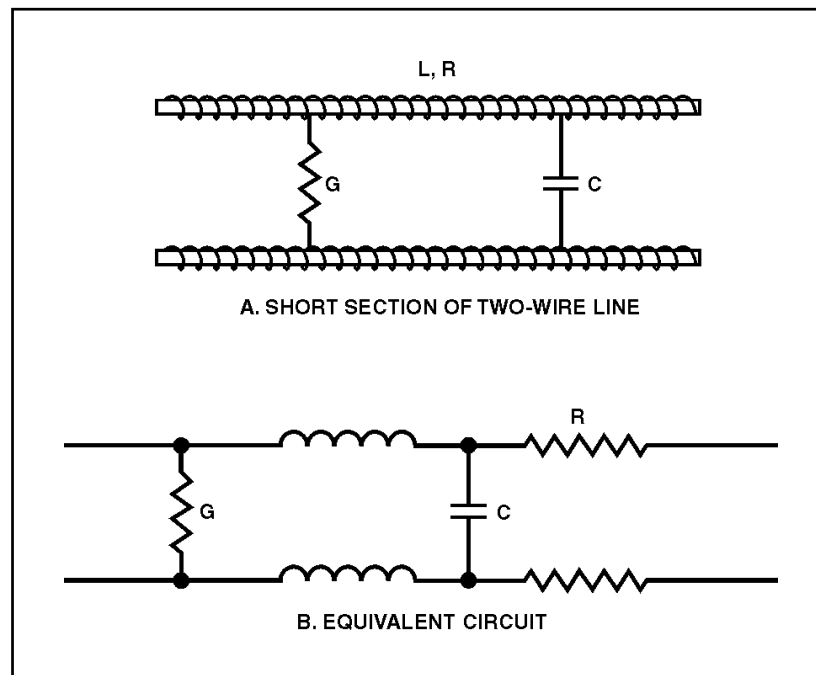 L, R
G
C
A. SHORT SECTION OF TWO-WIRE LINE
R
G
C
B. EQUIVALENT CIRCUIT